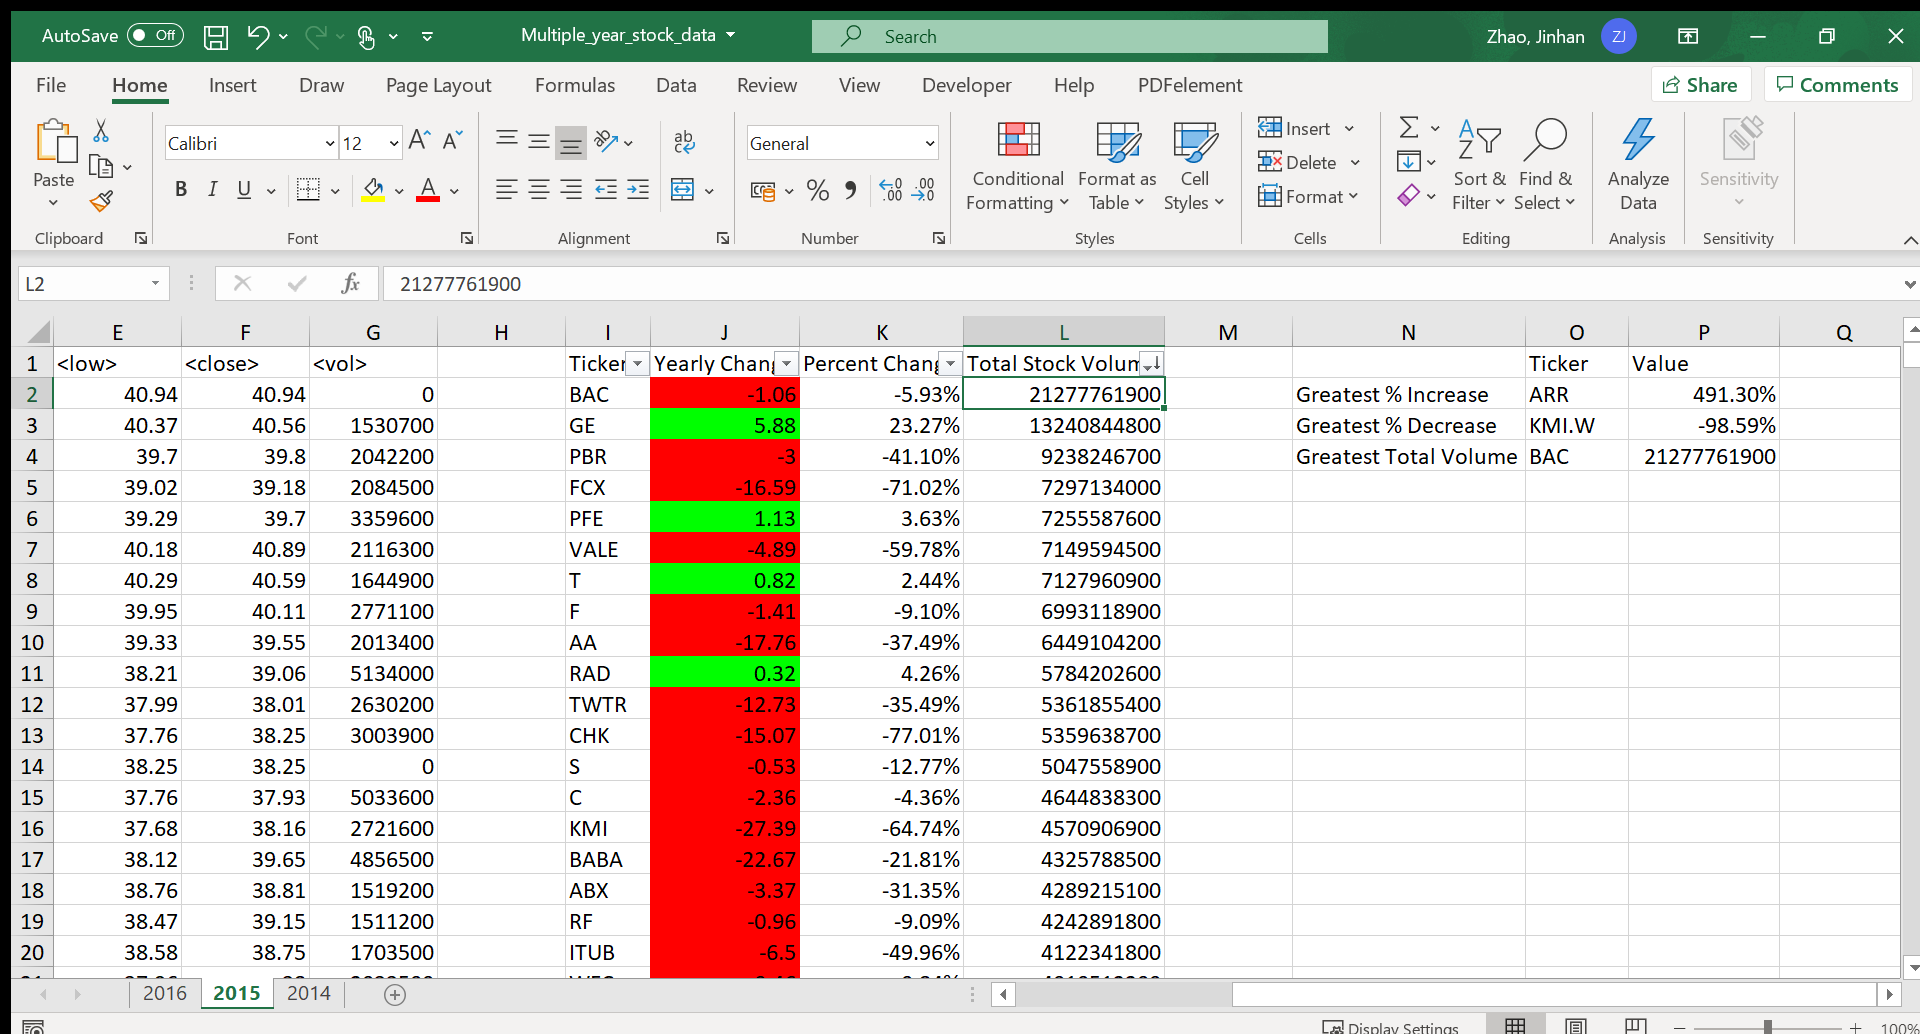 AutoSave Off Multiple_year_stock_data Search Zhao, Jinhan ZJ
File Home Insert Draw Page Layout Formulas Data Review View Developer Help PDFelement Share Comments
Paste
Clipboard
Calibri 12
B I U A
Font
ab
Alignment
General
%
Number
Conditional Formatting
Format as Table
Cell Styles
Styles
Insert
Delete
Format
Cells
Sort & Filter
Find & Select
Editing
Analyze Data
Analysis
Sensitivity
Sensitivity
L2 fx 21277761900
E F G H I J K L M N O P Q
1 <low> <close> <vol> Ticker Yearly Chang Percent Chang Total Stock Volum Ticker Value
2 40.94 40.94 0 BAC -1.06 -5.93% 21277761900 Greatest % Increase ARR 491.30%
3 40.37 40.56 1530700 GE 5.88 23.27% 13240844800 Greatest % Decrease KMI.W -98.59%
4 39.7 39.8 2042200 PBR -3 -41.10% 9238246700 Greatest Total Volume BAC 21277761900
5 39.02 39.18 2084500 FCX -16.59 -71.02% 7297134000
6 39.29 39.7 3359600 PFE 1.13 3.63% 7255587600
7 40.18 40.89 2116300 VALE -4.89 -59.78% 7149594500
8 40.29 40.59 1644900 T 0.82 2.44% 7127960900
9 39.95 40.11 2771100 F -1.41 -9.10% 6993118900
10 39.33 39.55 2013400 AA -17.76 -37.49% 6449104200
11 38.21 39.06 5134000 RAD 0.32 4.26% 5784202600
12 37.99 38.01 2630200 TWTR -12.73 -35.49% 5361855400
13 37.76 38.25 3003900 CHK -15.07 -77.01% 5359638700
14 38.25 38.25 0 S -0.53 -12.77% 5047558900
15 37.76 37.93 5033600 C -2.36 -4.36% 4644838300
16 37.68 38.16 2721600 KMI -27.39 -64.74% 4570906900
17 38.12 39.65 4856500 BABA -22.67 -21.81% 4325788500
18 38.76 38.81 1519200 ABX -3.37 -31.35% 4289215100
19 38.47 39.15 1511200 RF -0.96 -9.09% 4242891800
20 38.58 38.75 1703500 ITUB -6.5 -49.96% 4122341800
2016 2015 2014
Display Settings 100%